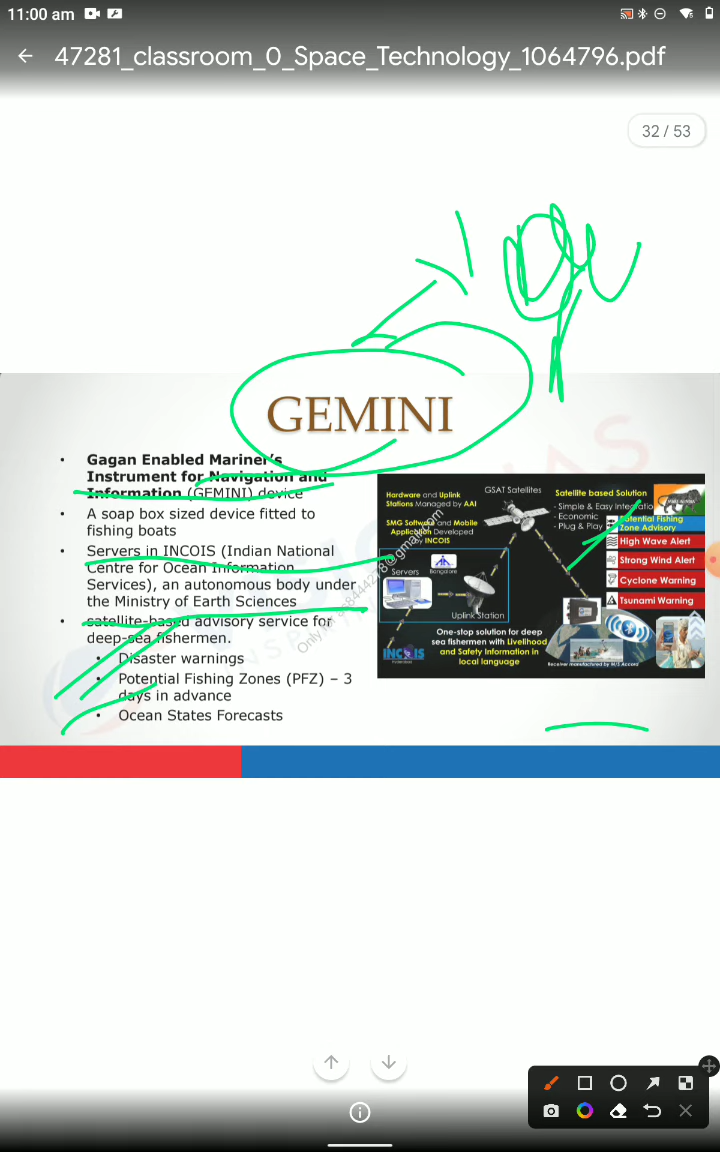 11:00 am
47281_classroom_0_Space_Technology_1064796.pdf
32 / 53
GEMINI
• Gagan Enabled Mariner's
Instrument for Navigation and
Information (GEMINI) device
• A soap box sized device fitted to
fishing boats
• Servers in INCOIS (Indian National
Centre for Ocean Information
Services), an autonomous body under
the Ministry of Earth Sciences
• satellite-based advisory service for
deep-sea fishermen.
• Disaster warnings
• Potential Fishing Zones (PFZ) – 3
days in advance
• Ocean States Forecasts
Hardware and Uplink
Stations Managed by AAI
SMG Software and Mobile
Application Developed
by INCOIS
GSAT Satellites
Satellite based Solution
- Simple & Easy Integration
- Economic
- Plug & Play
Potential Fishing
Zone Advisory
High Wave Alert
Strong Wind Alert
Cyclone Warning
Tsunami Warning
Servers
Bangalore
Uplink Station
One-stop solution for deep
sea fishermen with Livelihood
and Safety Information in
local language
INCOIS
Receiver manufactured by M/S Accord